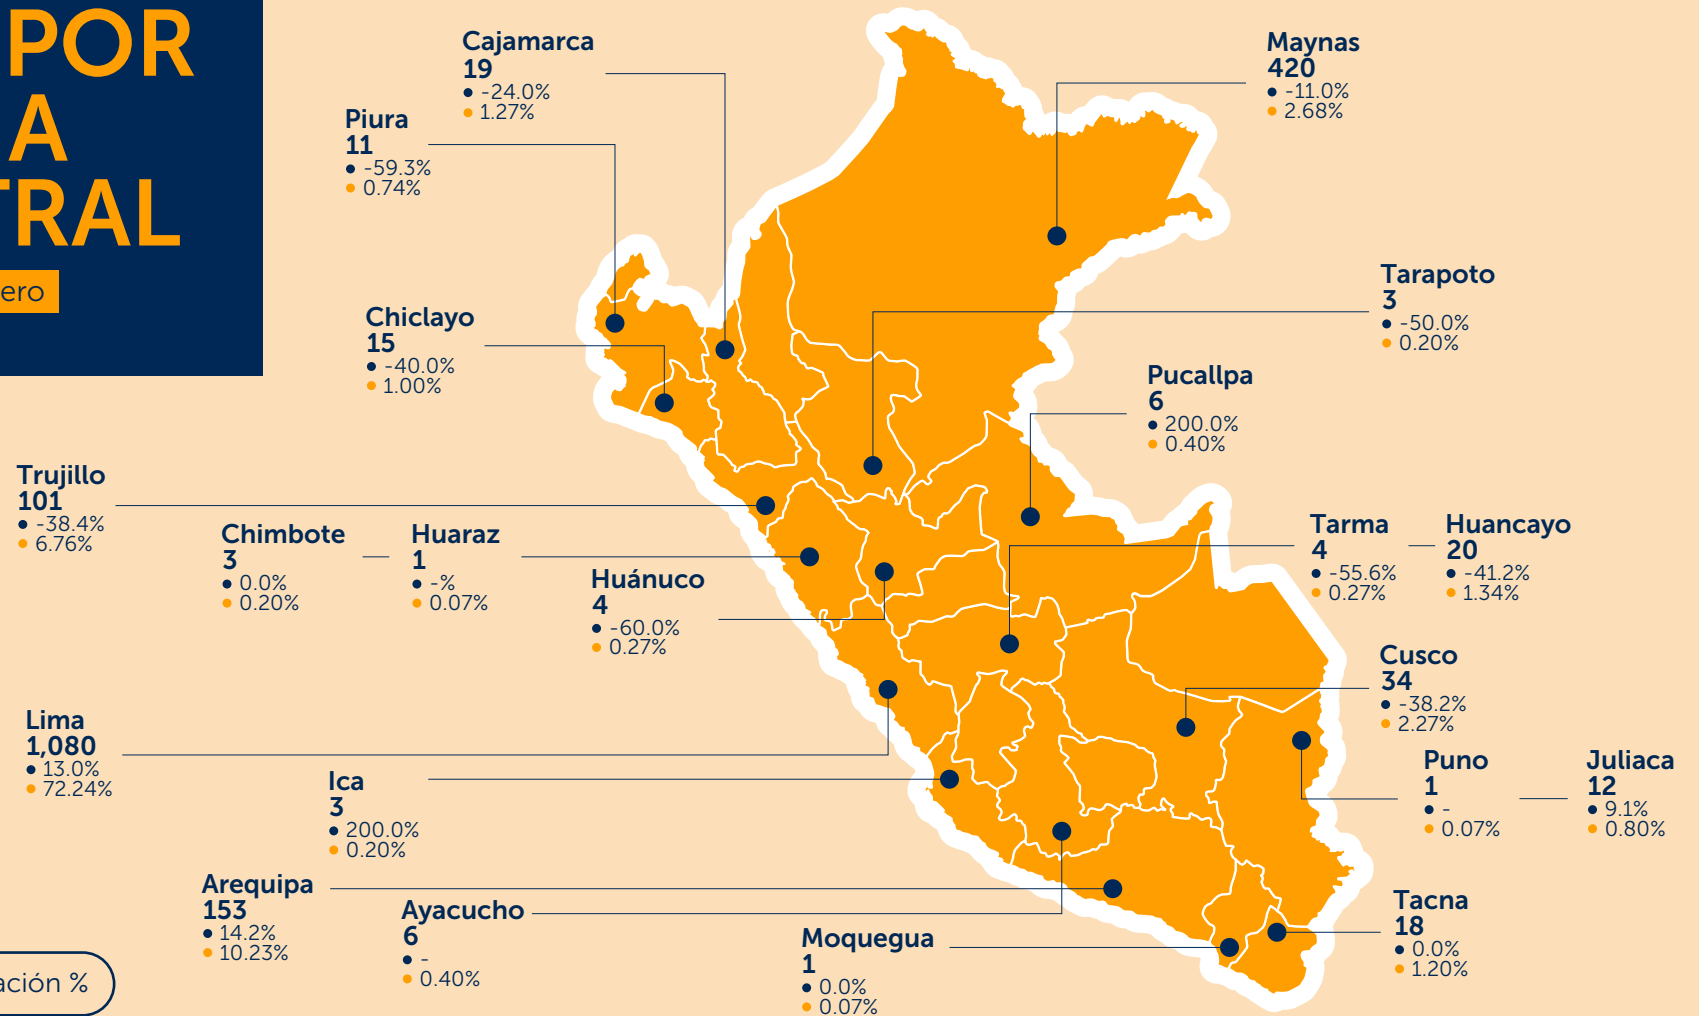 POR
A
TRAL
ero
Cajamarca
19
-24.0%
1.27%
Maynas
420
-11.0%
2.68%
Piura
11
-59.3%
0.74%
Tarapoto
3
-50.0%
0.20%
Chiclayo
15
-40.0%
1.00%
Pucallpa
6
200.0%
0.40%
Trujillo
101
-38.4%
6.76%
Chimbote
3
0.0%
0.20%
Huaraz
1
-%
0.07%
Huánuco
4
-60.0%
0.27%
Tarma
4
-55.6%
0.27%
Huancayo
20
-41.2%
1.34%
Cusco
34
-38.2%
2.27%
Lima
1,080
13.0%
72.24%
Puno
1
-
0.07%
Juliaca
12
9.1%
0.80%
Ica
3
200.0%
0.20%
Arequipa
153
14.2%
10.23%
Ayacucho
6
-
0.40%
Moquegua
1
0.0%
0.07%
Tacna
18
0.0%
1.20%
ación %